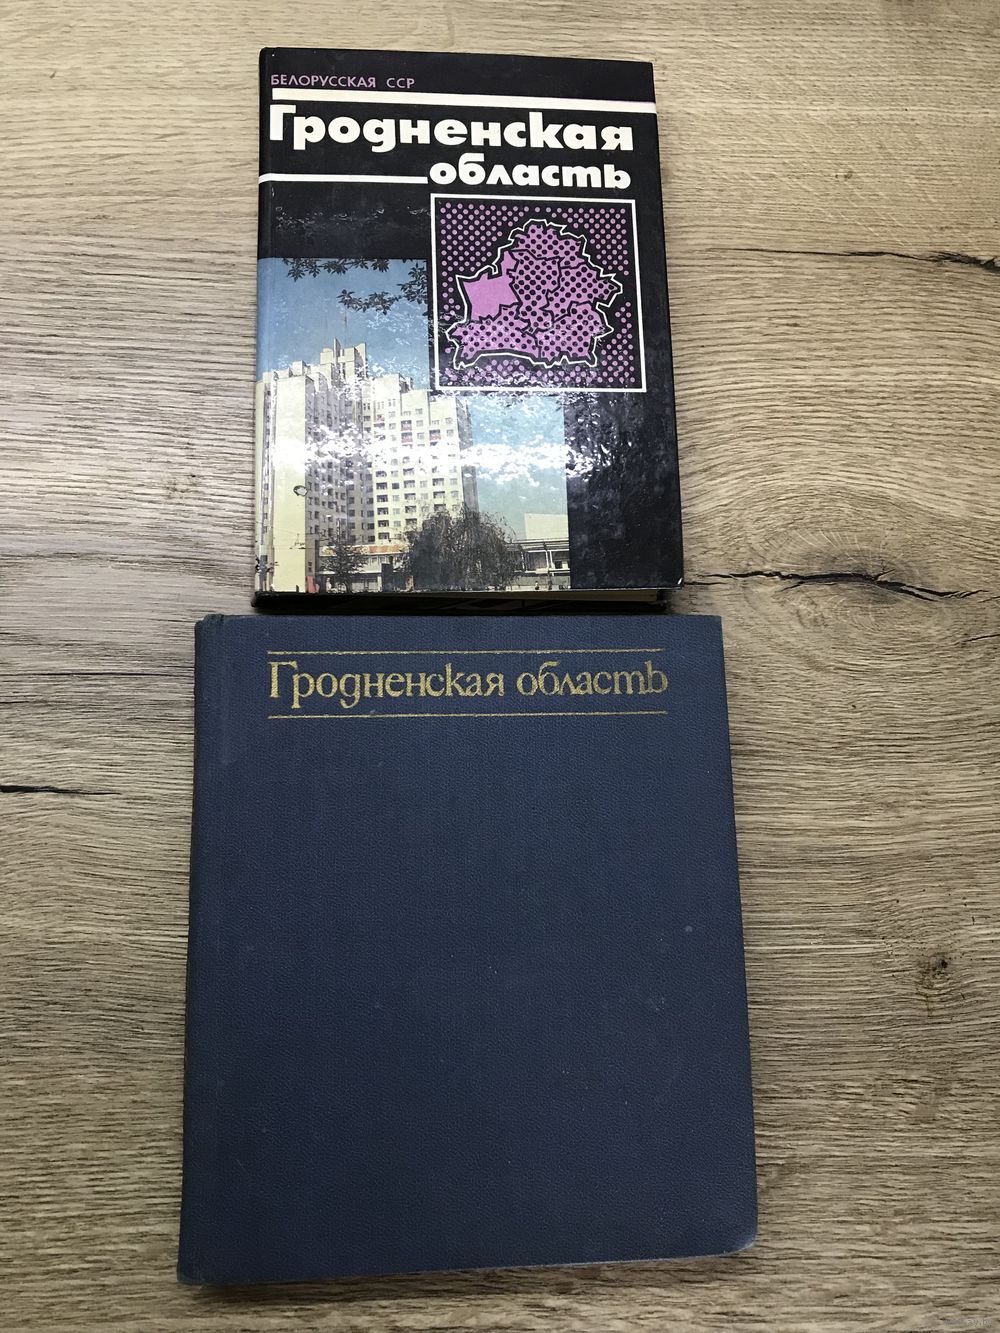 БЕЛОРУССКАЯ ССР
Гродненская
область
Гродненская область